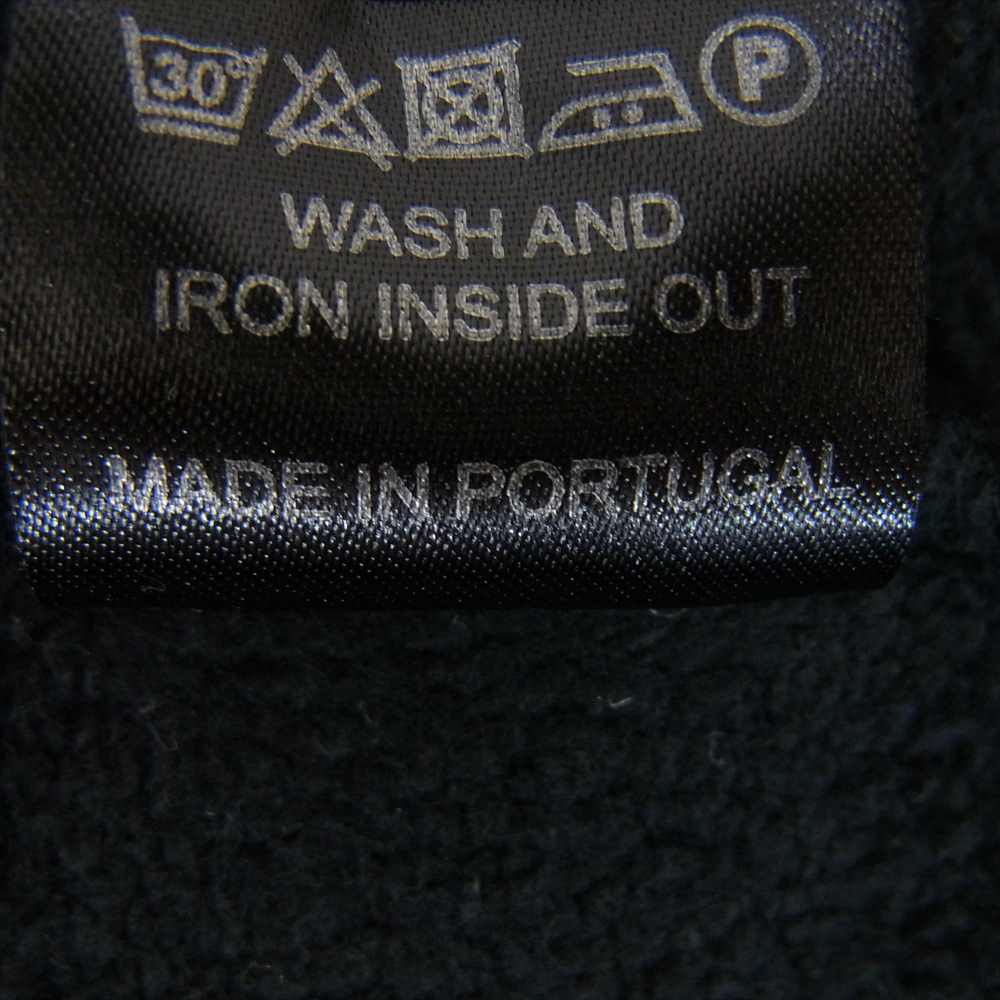 30° P
WASH AND
IRON INSIDE OUT
MADE IN PORTUGAL